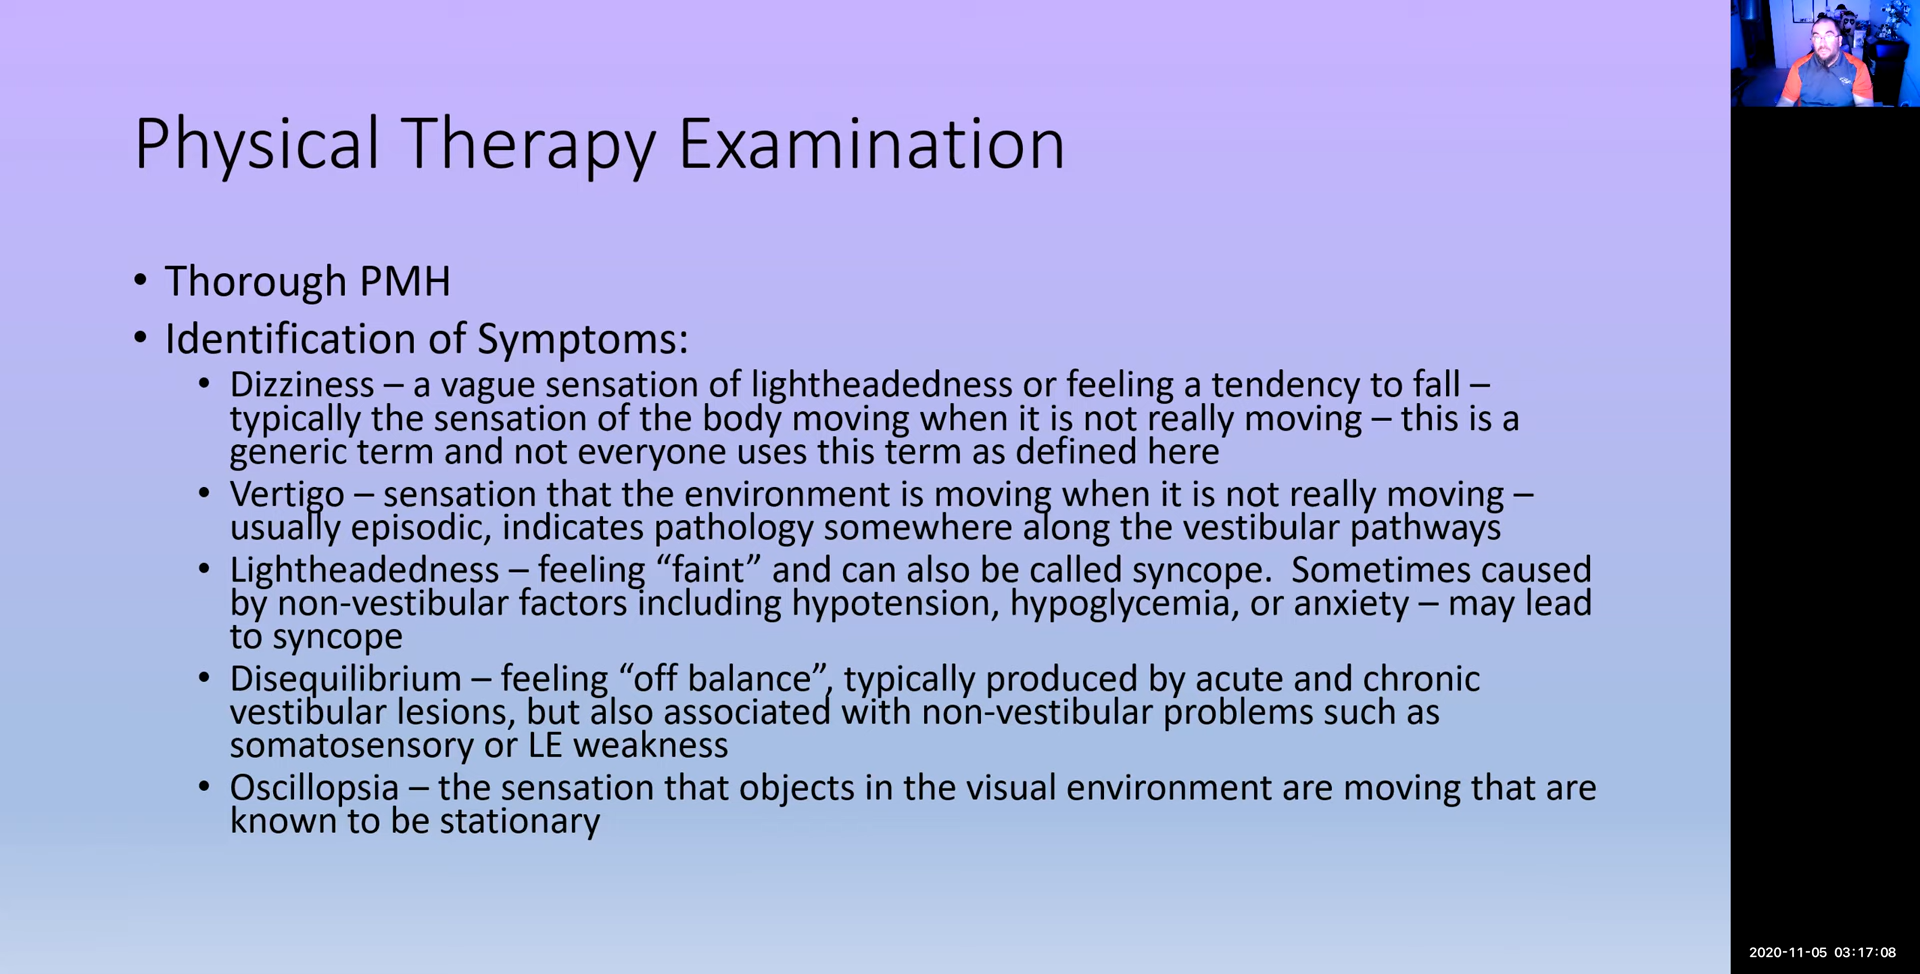 Physical Therapy Examination
• Thorough PMH
• Identification of Symptoms:
• Dizziness – a vague sensation of lightheadedness or feeling a tendency to fall –
typically the sensation of the body moving when it is not really moving – this is a
generic term and not everyone uses this term as defined here
• Vertigo – sensation that the environment is moving when it is not really moving –
usually episodic, indicates pathology somewhere along the vestibular pathways
• Lightheadedness – feeling “faint” and can also be called syncope.  Sometimes caused
by non-vestibular factors including hypotension, hypoglycemia, or anxiety – may lead
to syncope
• Disequilibrium – feeling “off balance”, typically produced by acute and chronic
vestibular lesions, but also associated with non-vestibular problems such as
somatosensory or LE weakness
• Oscillopsia – the sensation that objects in the visual environment are moving that are
known to be stationary
2020-11-05 03:17:08